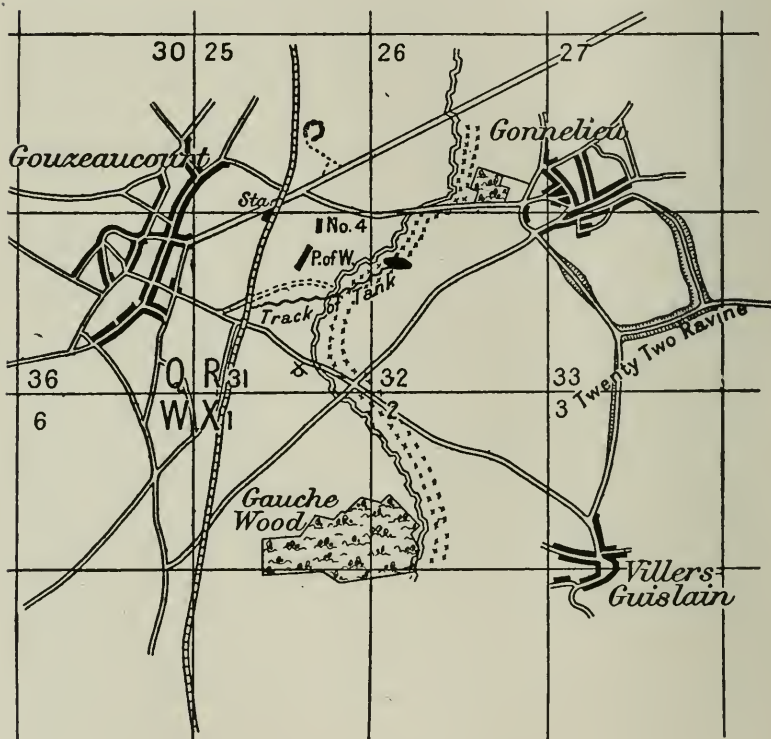 30 25
26
27
Gouzeaucourt
Gonnelieu
Sta
No. 4
P. of W.
Track of Tank
Twenty Two Ravine
36
Q R 31
32
33
6
W X 1
2
3
Gauche
Wood
Villers-
Guislain